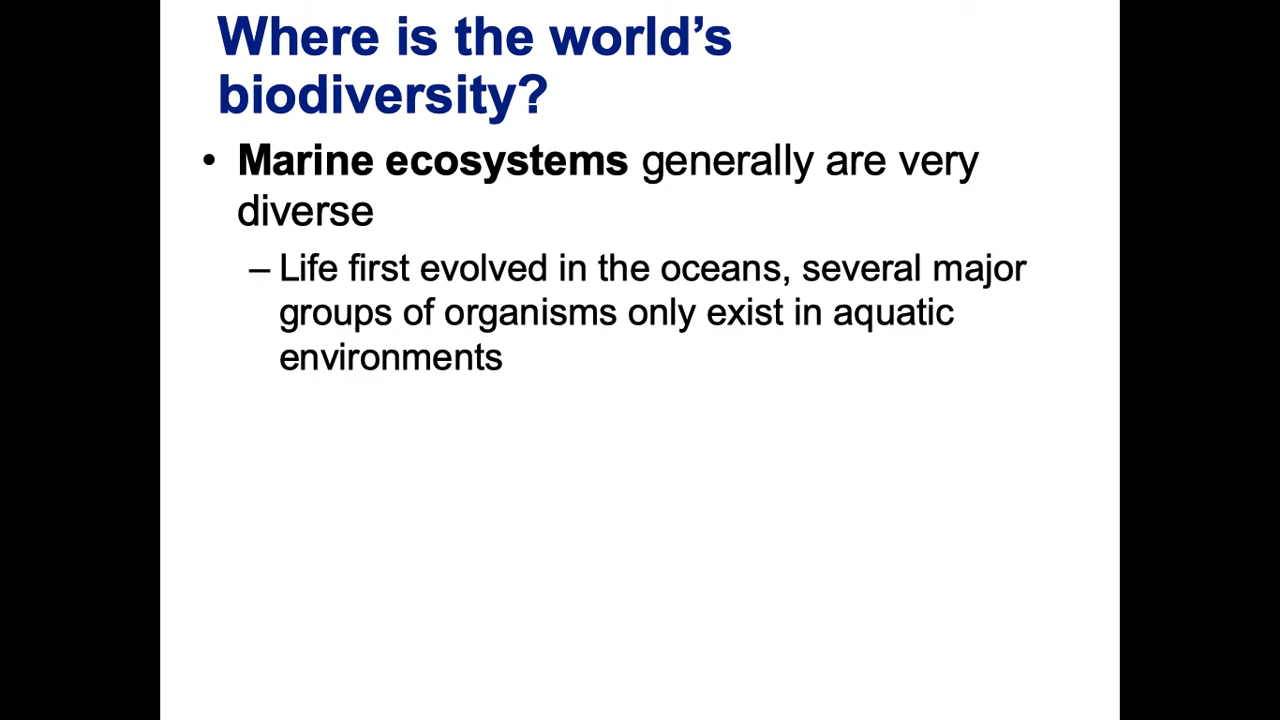 Where is the world’s
biodiversity?
• Marine ecosystems generally are very
diverse
– Life first evolved in the oceans, several major
groups of organisms only exist in aquatic
environments